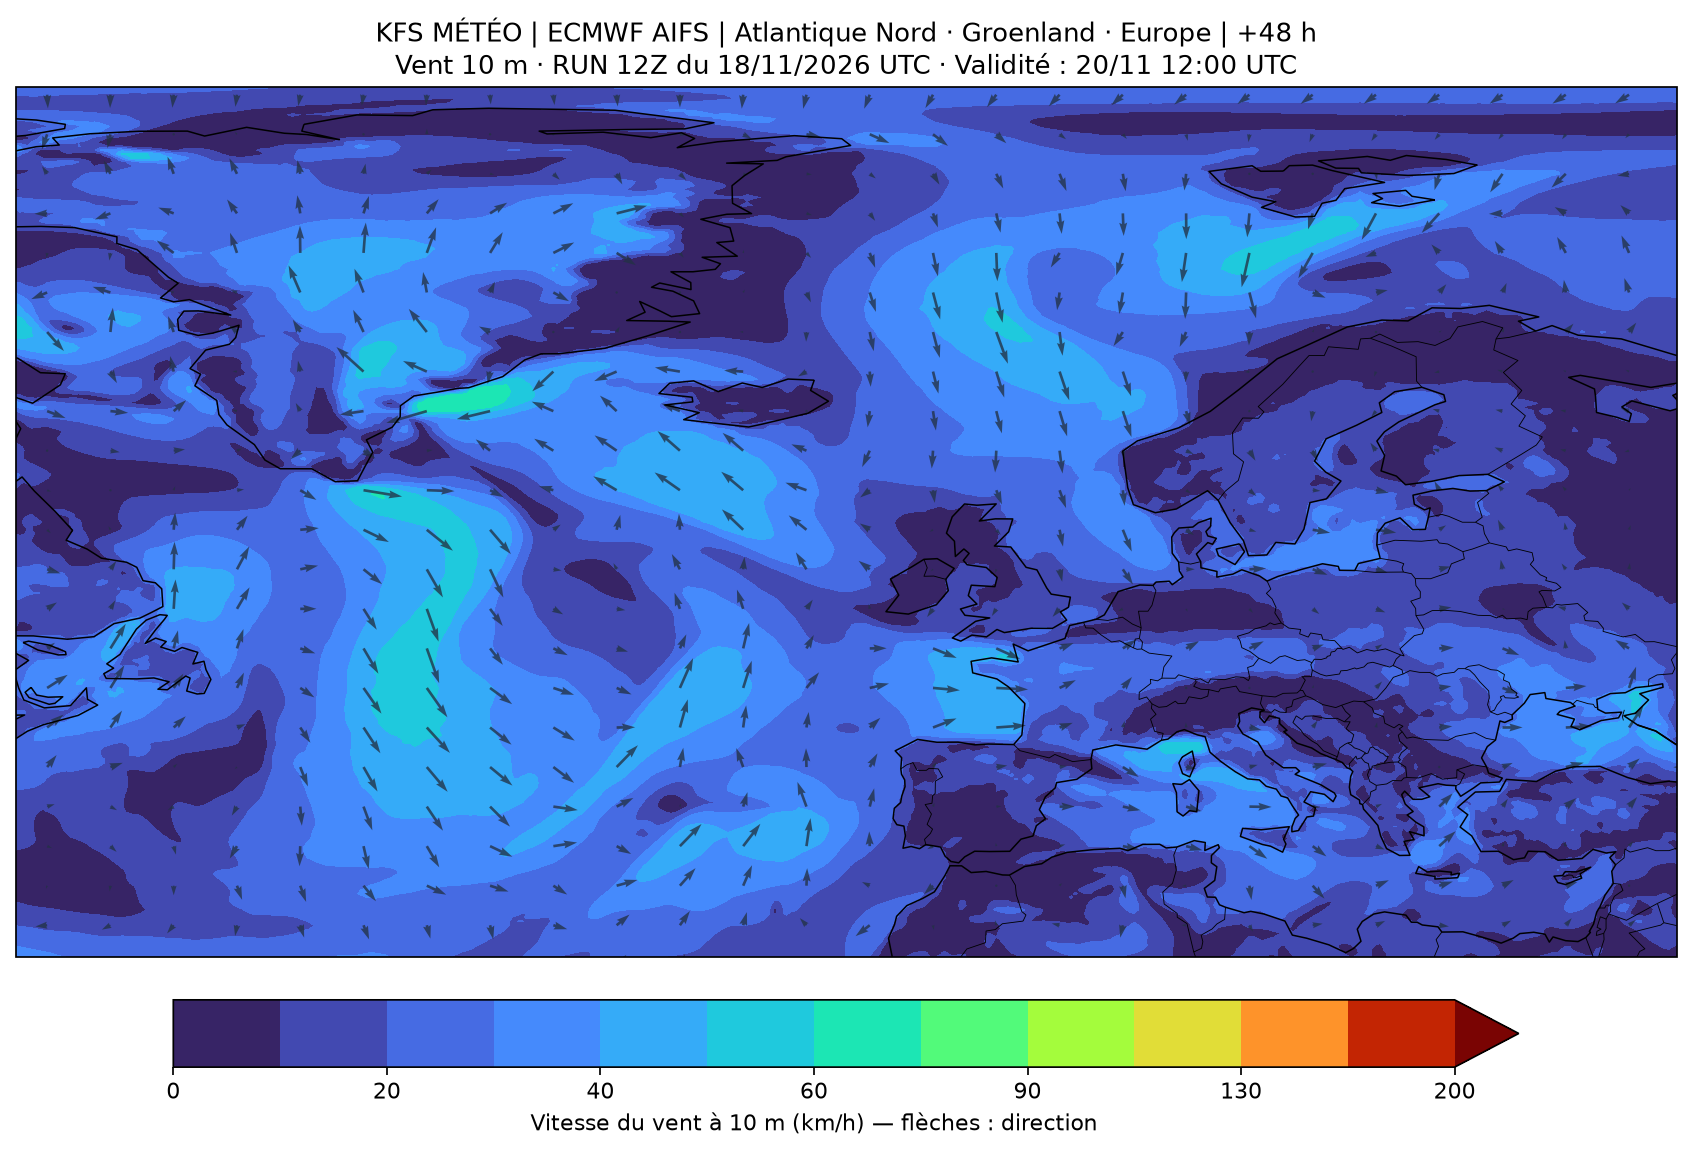 KFS MÉTÉO | ECMWF AIFS | Atlantique Nord · Groenland · Europe | +48 h
Vent 10 m · RUN 12Z du 18/11/2026 UTC · Validité : 20/11 12:00 UTC
0 20 40 60 90 130 200
Vitesse du vent à 10 m (km/h) — flèches : direction